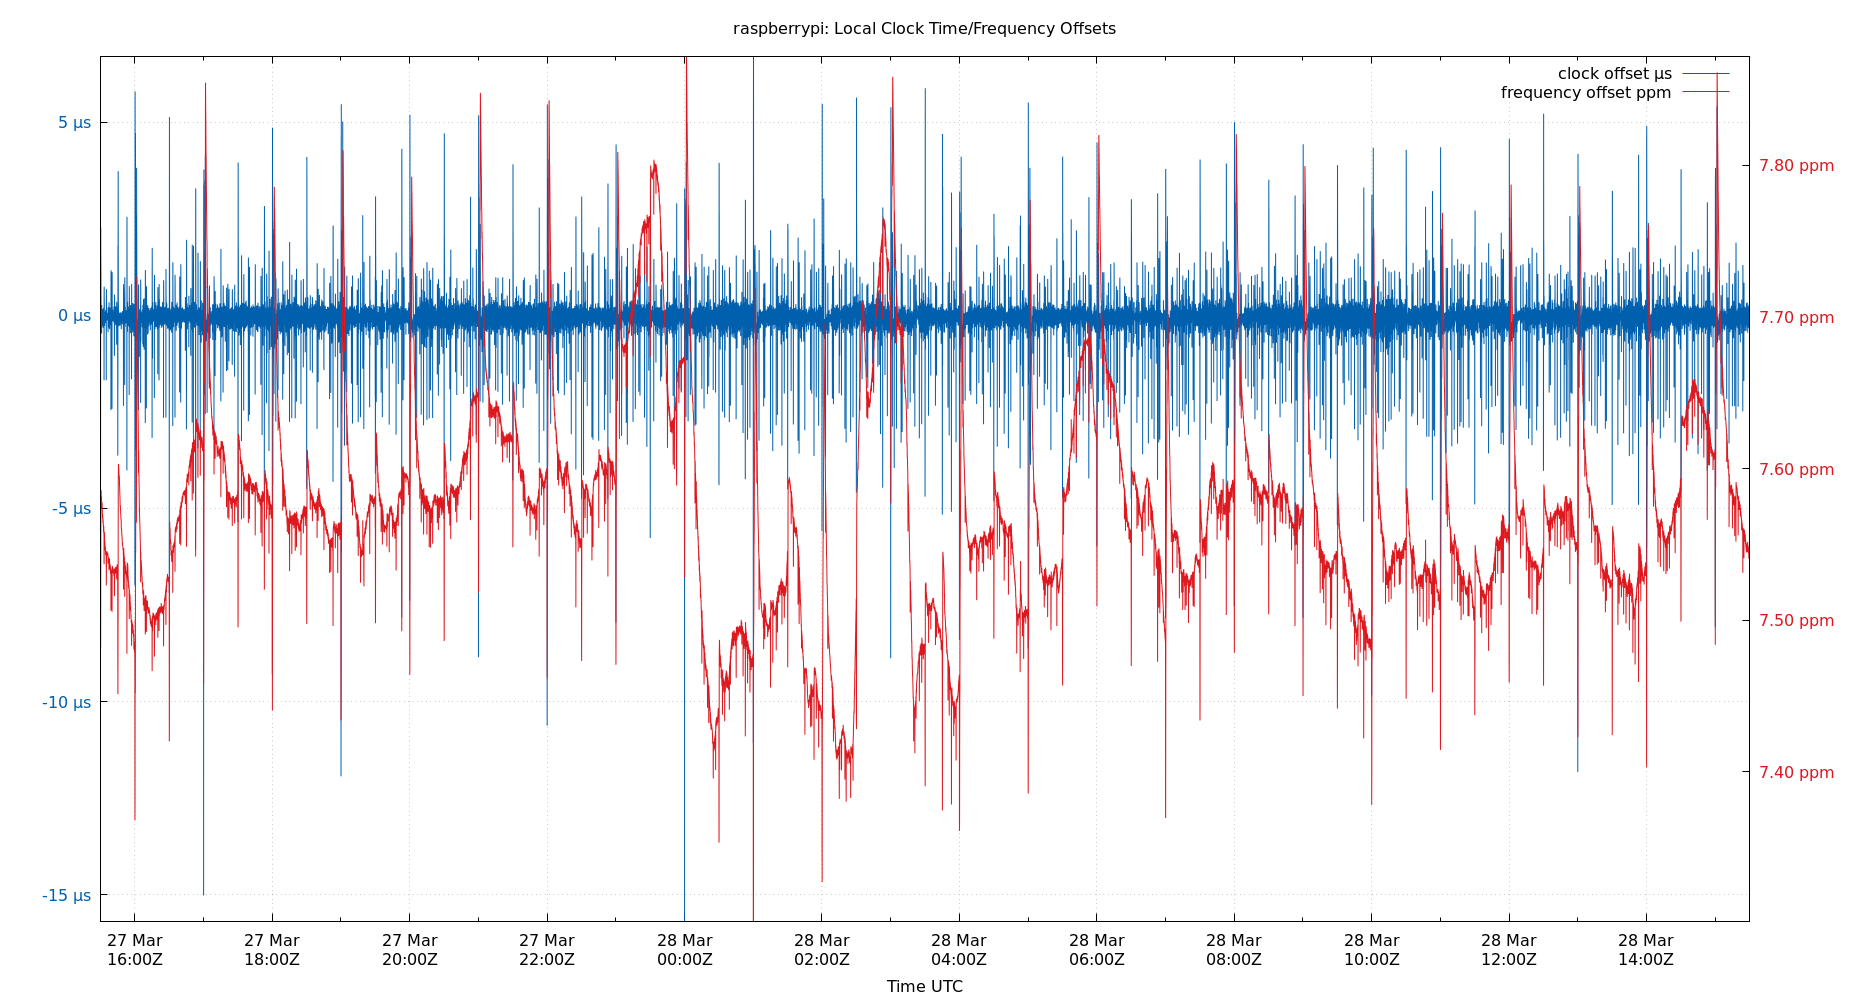 raspberrypi: Local Clock Time/Frequency Offsets
clock offset µs
frequency offset ppm
5 µs
0 µs
-5 µs
-10 µs
-15 µs
7.80 ppm
7.70 ppm
7.60 ppm
7.50 ppm
7.40 ppm
27 Mar
16:00Z
27 Mar
18:00Z
27 Mar
20:00Z
27 Mar
22:00Z
28 Mar
00:00Z
28 Mar
02:00Z
28 Mar
04:00Z
28 Mar
06:00Z
28 Mar
08:00Z
28 Mar
10:00Z
28 Mar
12:00Z
28 Mar
14:00Z
Time UTC